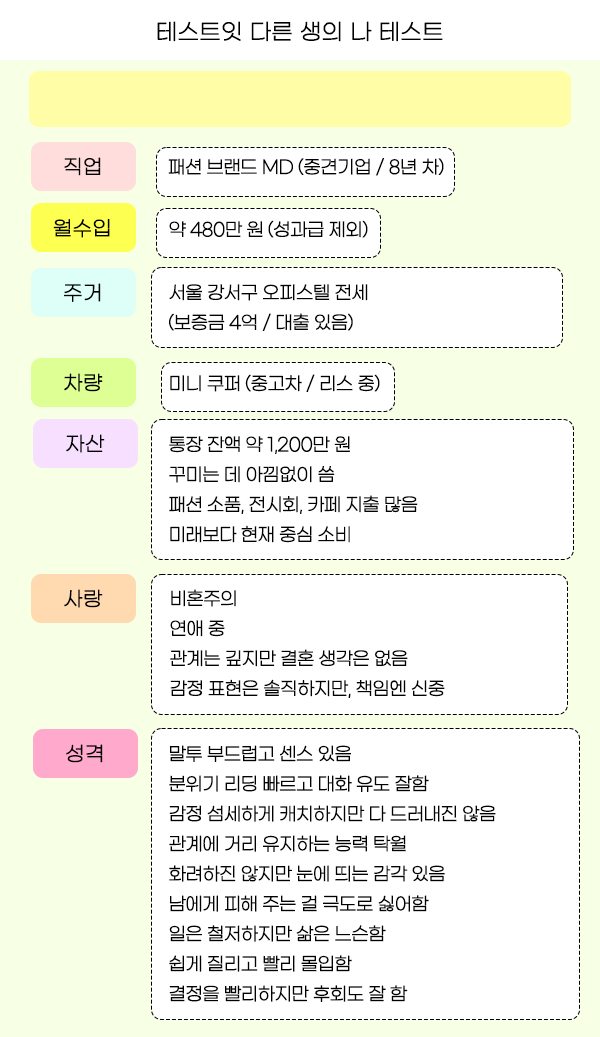 테스트잇 다른 생의 나 테스트
직업
패션 브랜드 MD (중견기업 / 8년 차)
월수입
약 480만 원 (성과급 제외)
주거
서울 강서구 오피스텔 전세
(보증금 4억 / 대출 있음)
차량
미니 쿠퍼 (중고차 / 리스 중)
자산
통장 잔액 약 1,200만 원
꾸미는 데 아낌없이 씀
패션 소품, 전시회, 카페 지출 많음
미래보다 현재 중심 소비
사랑
비혼주의
연애 중
관계는 깊지만 결혼 생각은 없음
감정 표현은 솔직하지만, 책임엔 신중
성격
말투 부드럽고 센스 있음
분위기 리딩 빠르고 대화 유도 잘함
감정 섬세하게 캐치하지만 다 드러내진 않음
관계에 거리 유지하는 능력 탁월
화려하진 않지만 눈에 띄는 감각 있음
남에게 피해 주는 걸 극도로 싫어함
일은 철저하지만 삶은 느슨함
쉽게 질리고 빨리 몰입함
결정을 빨리하지만 후회도 잘 함